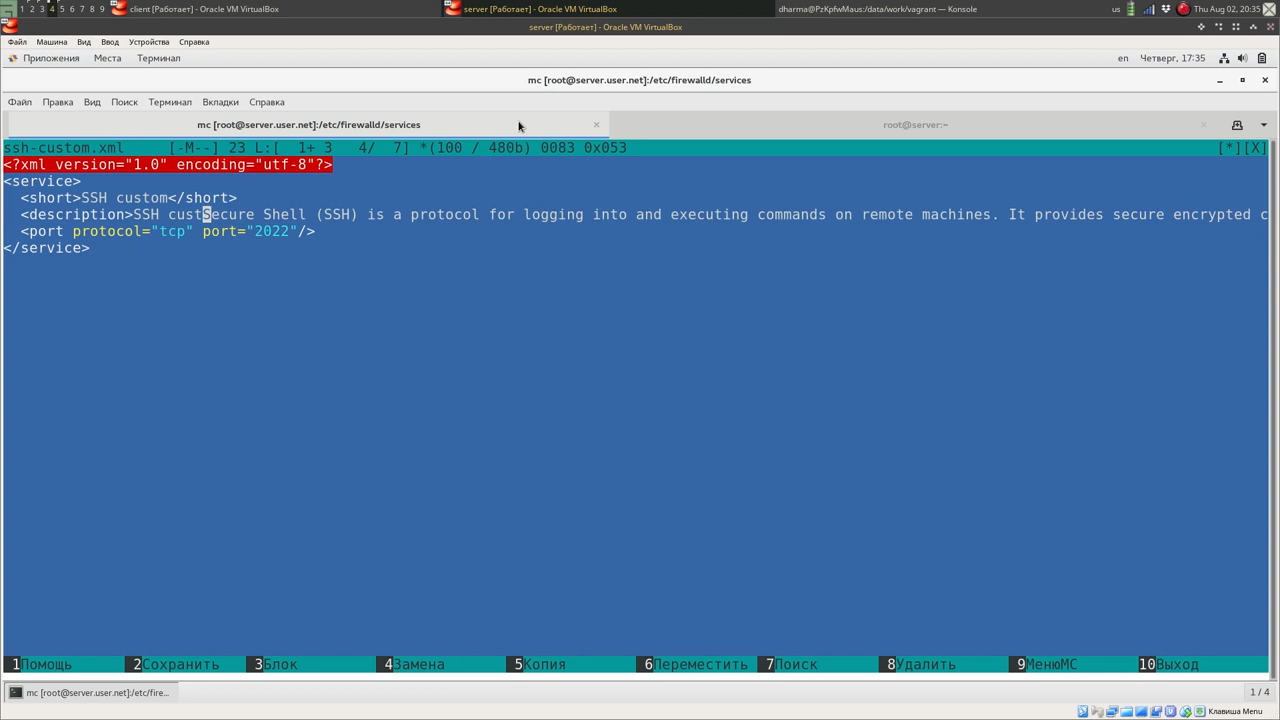 1 2 3 4 5 6 7 8 9 client [Работает] - Oracle VM VirtualBox server [Работает] - Oracle VM VirtualBox dharma@PzKpfwMaus:/data/work/vagrant — Konsole us Thu Aug 02, 20:35
server [Работает] - Oracle VM VirtualBox
Файл Машина Вид Ввод Устройства Справка
Приложения Места Терминал en Четверг, 17:35
mc [root@server.user.net]:/etc/firewalld/services
Файл Правка Вид Поиск Терминал Вкладки Справка
mc [root@server.user.net]:/etc/firewalld/services × root@server:~ ×
ssh-custom.xml [-M--] 23 L:[ 1+ 3 4/ 7] *(100 / 480b) 0083 0x053 [*][X]
<?xml version="1.0" encoding="utf-8"?>
<service>
<short>SSH custom</short>
<description>SSH custSecure Shell (SSH) is a protocol for logging into and executing commands on remote machines. It provides secure encrypted c
<port protocol="tcp" port="2022"/>
</service>
1Помощь 2Сохранить 3Блок 4Замена 5Копия 6Переместить 7Поиск 8Удалить 9МенюMC 10Выход
mc [root@server.user.net]:/etc/fire... 1 / 4
Клавиша Menu